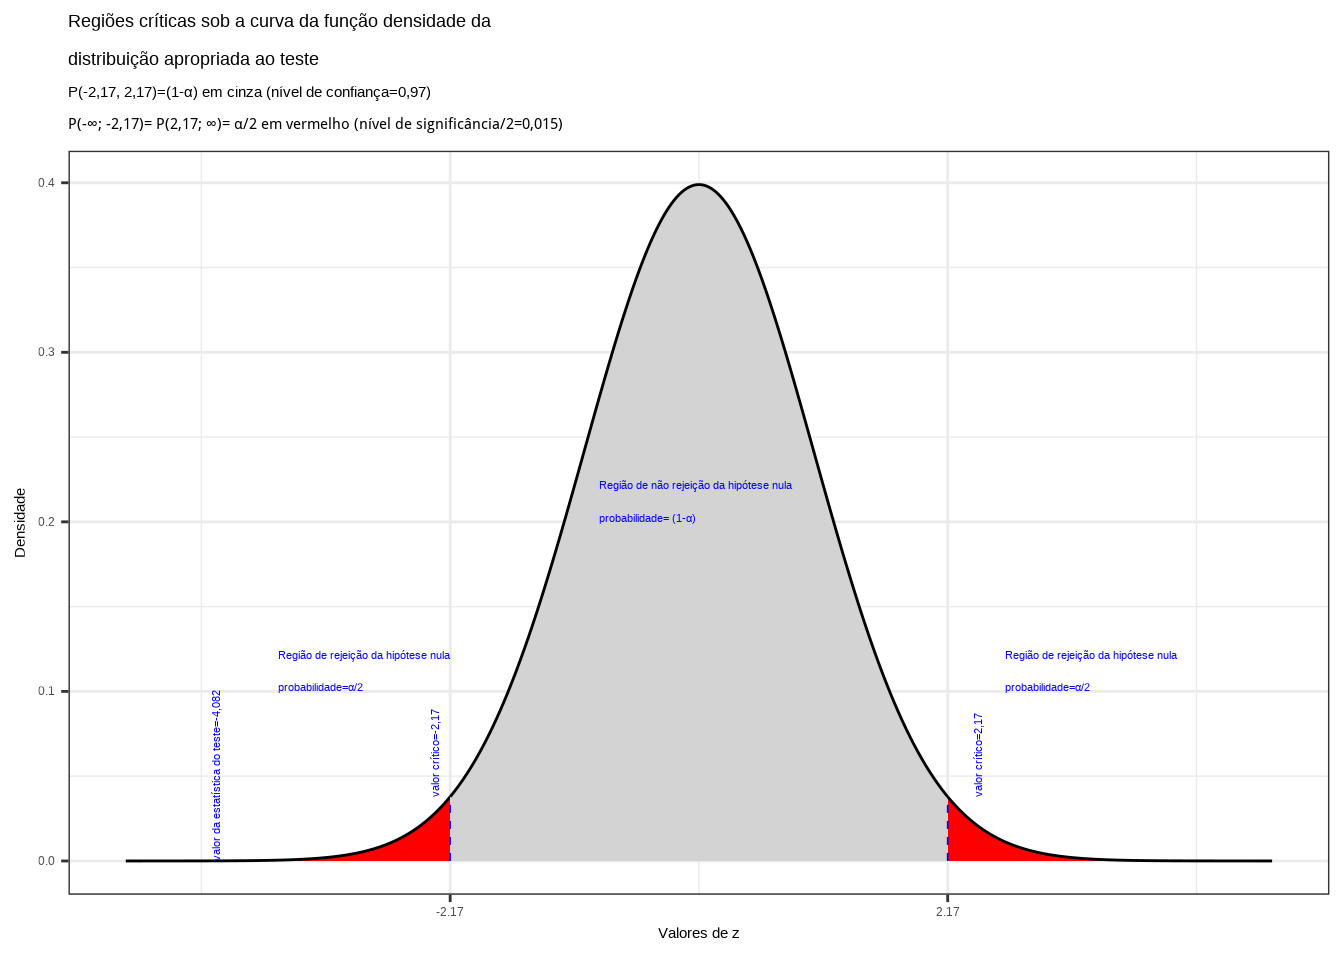 Regiões críticas sob a curva da função densidade da
distribuição apropriada ao teste
P(-2,17, 2,17)=(1-α) em cinza (nível de confiança=0,97)
P(-∞; -2,17)= P(2,17; ∞)= α/2 em vermelho (nível de significância/2=0,015)
0.4
0.3
0.2
0.1
0.0
Densidade
Região de não rejeição da hipótese nula
probabilidade= (1-α)
Região de rejeição da hipótese nula
probabilidade=α/2
Região de rejeição da hipótese nula
probabilidade=α/2
valor da estatística do teste=-4,082
valor crítico=-2,17
valor crítico=2,17
-2.17
2.17
Valores de z